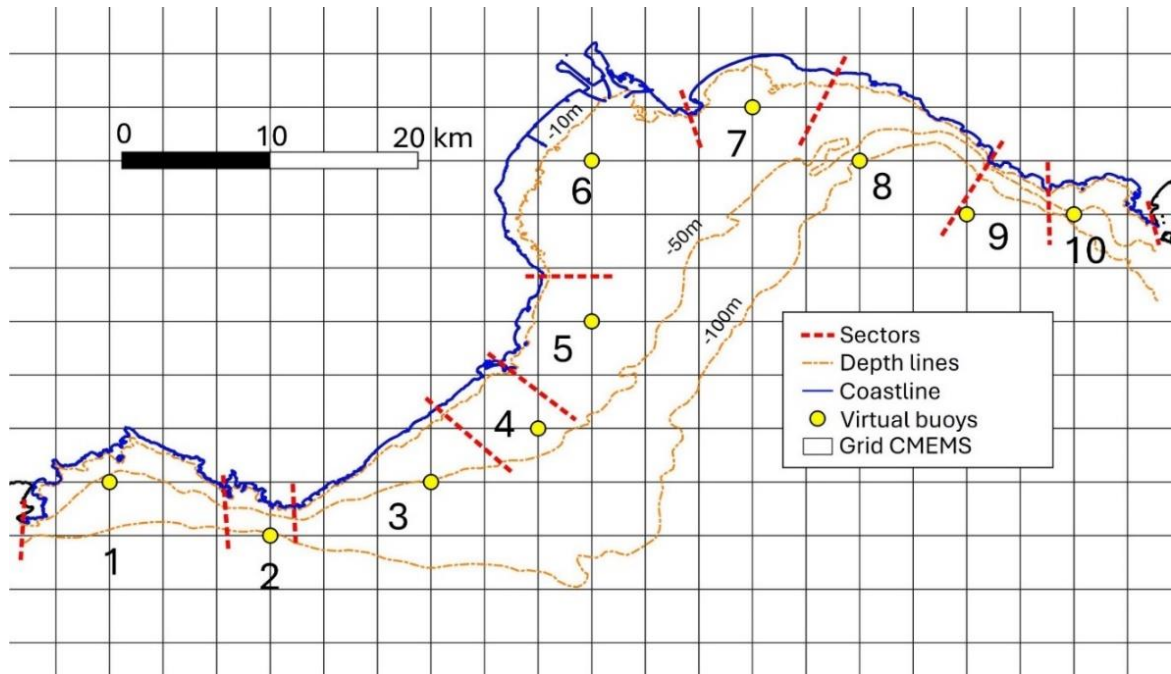 0 10 20 km
-10m
7
6
8
-50m
9
10
-100m
5
Sectors
Depth lines
Coastline
Virtual buoys
Grid CMEMS
4
3
1
2